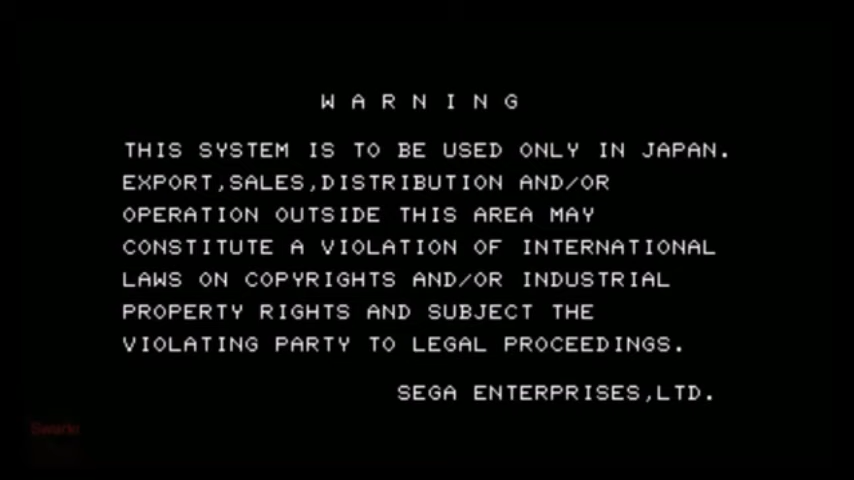 W A R N I N G
THIS SYSTEM IS TO BE USED ONLY IN JAPAN.
EXPORT,SALES,DISTRIBUTION AND/OR
OPERATION OUTSIDE THIS AREA MAY
CONSTITUTE A VIOLATION OF INTERNATIONAL
LAWS ON COPYRIGHTS AND/OR INDUSTRIAL
PROPERTY RIGHTS AND SUBJECT THE
VIOLATING PARTY TO LEGAL PROCEEDINGS.
SEGA ENTERPRISES,LTD.